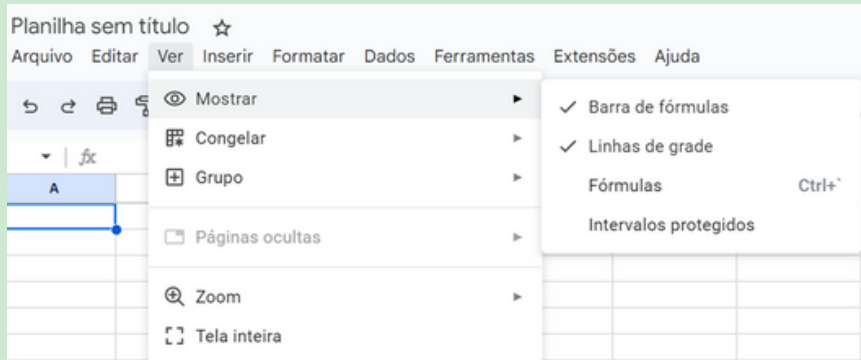 Planilha sem título
Arquivo Editar Ver Inserir Formatar Dados Ferramentas Extensões Ajuda
Mostrar
Barra de fórmulas
Linhas de grade
Fórmulas Ctrl+`
Intervalos protegidos
Congelar
Grupo
Páginas ocultas
Zoom
Tela inteira
fx
A